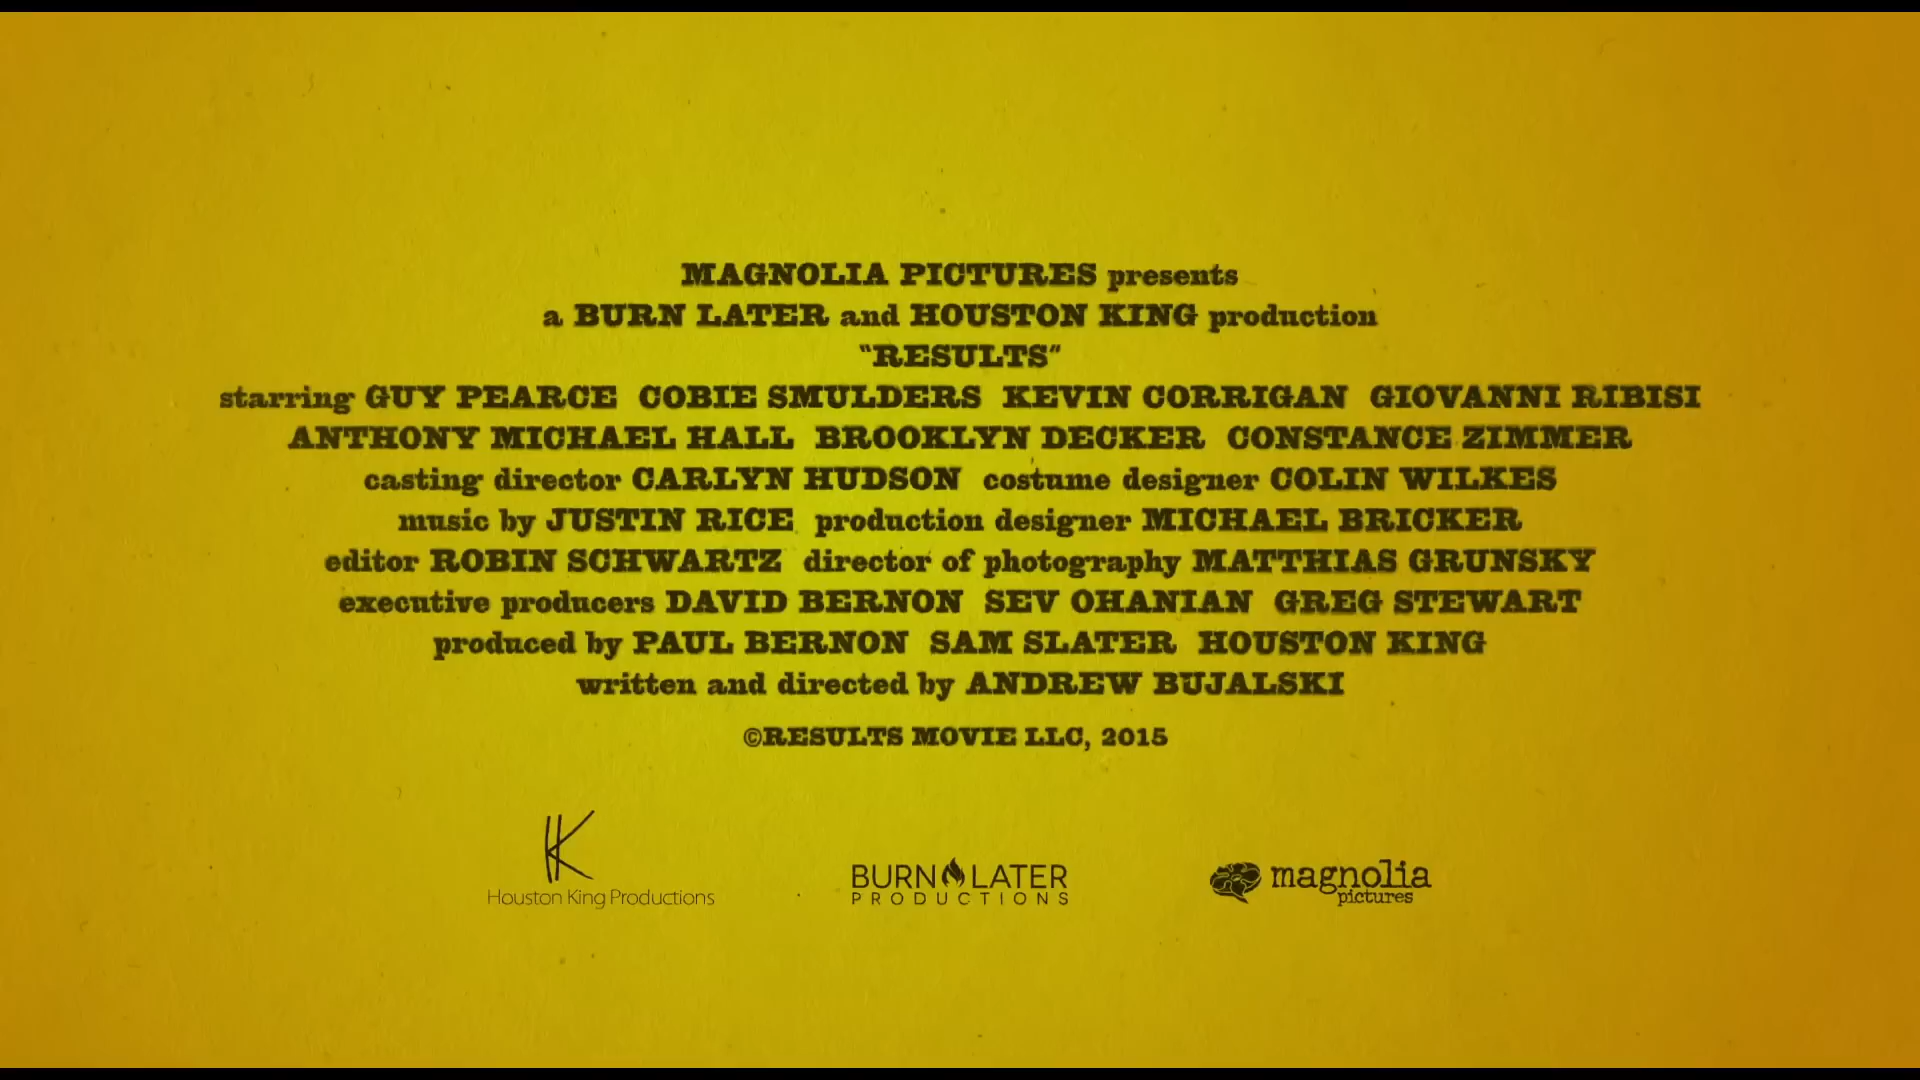 MAGNOLIA PICTURES presents
a BURN LATER and HOUSTON KING production
"RESULTS"
starring GUY PEARCE COBIE SMULDERS KEVIN CORRIGAN GIOVANNI RIBISI
ANTHONY MICHAEL HALL BROOKLYN DECKER CONSTANCE ZIMMER
casting director CARLYN HUDSON costume designer COLIN WILKES
music by JUSTIN RICE production designer MICHAEL BRICKER
editor ROBIN SCHWARTZ director of photography MATTHIAS GRUNSKY
executive producers DAVID BERNON SEV OHANIAN GREG STEWART
produced by PAUL BERNON SAM SLATER HOUSTON KING
written and directed by ANDREW BUJALSKI
©RESULTS MOVIE LLC, 2015
HK
Houston King Productions
BURN LATER
PRODUCTIONS
magnolia
pictures